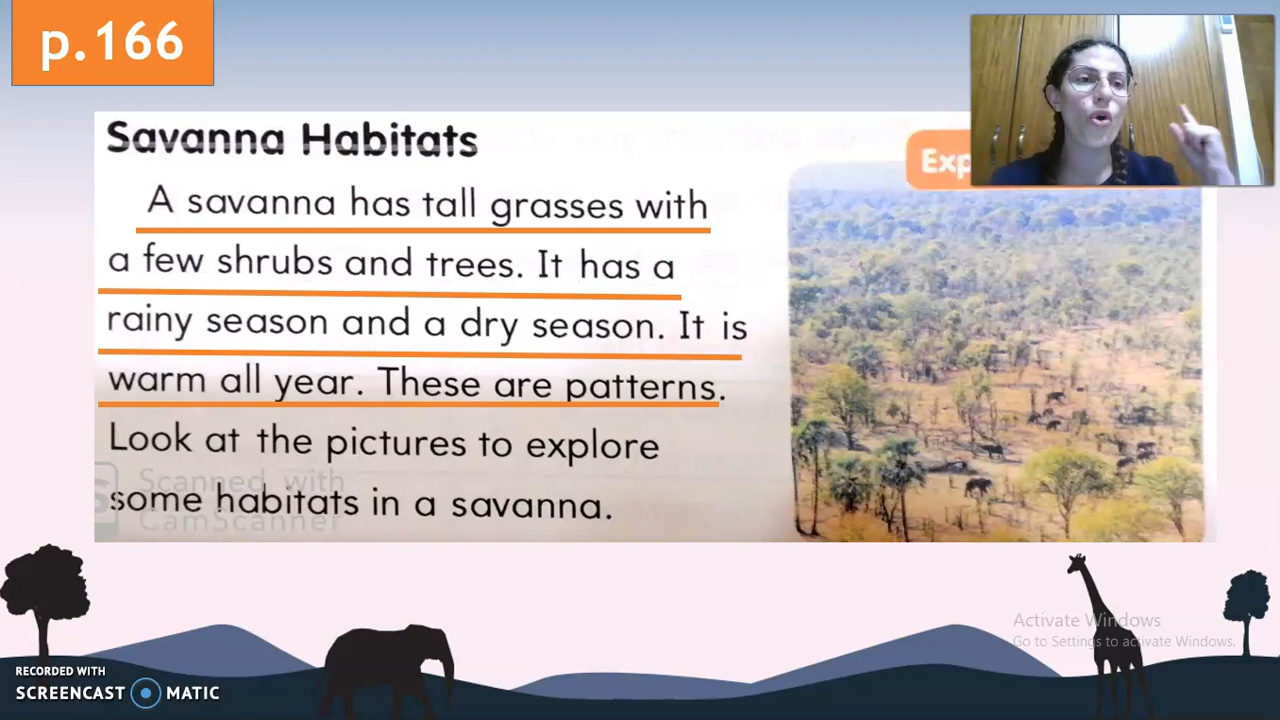 p.166
Savanna Habitats
Exp
A savanna has tall grasses with
a few shrubs and trees. It has a
rainy season and a dry season. It is
warm all year. These are patterns.
Look at the pictures to explore
some habitats in a savanna.
Scanned with
CamScanner
Activate Windows
Go to Settings to activate Windows.
RECORDED WITH
SCREENCAST MATIC